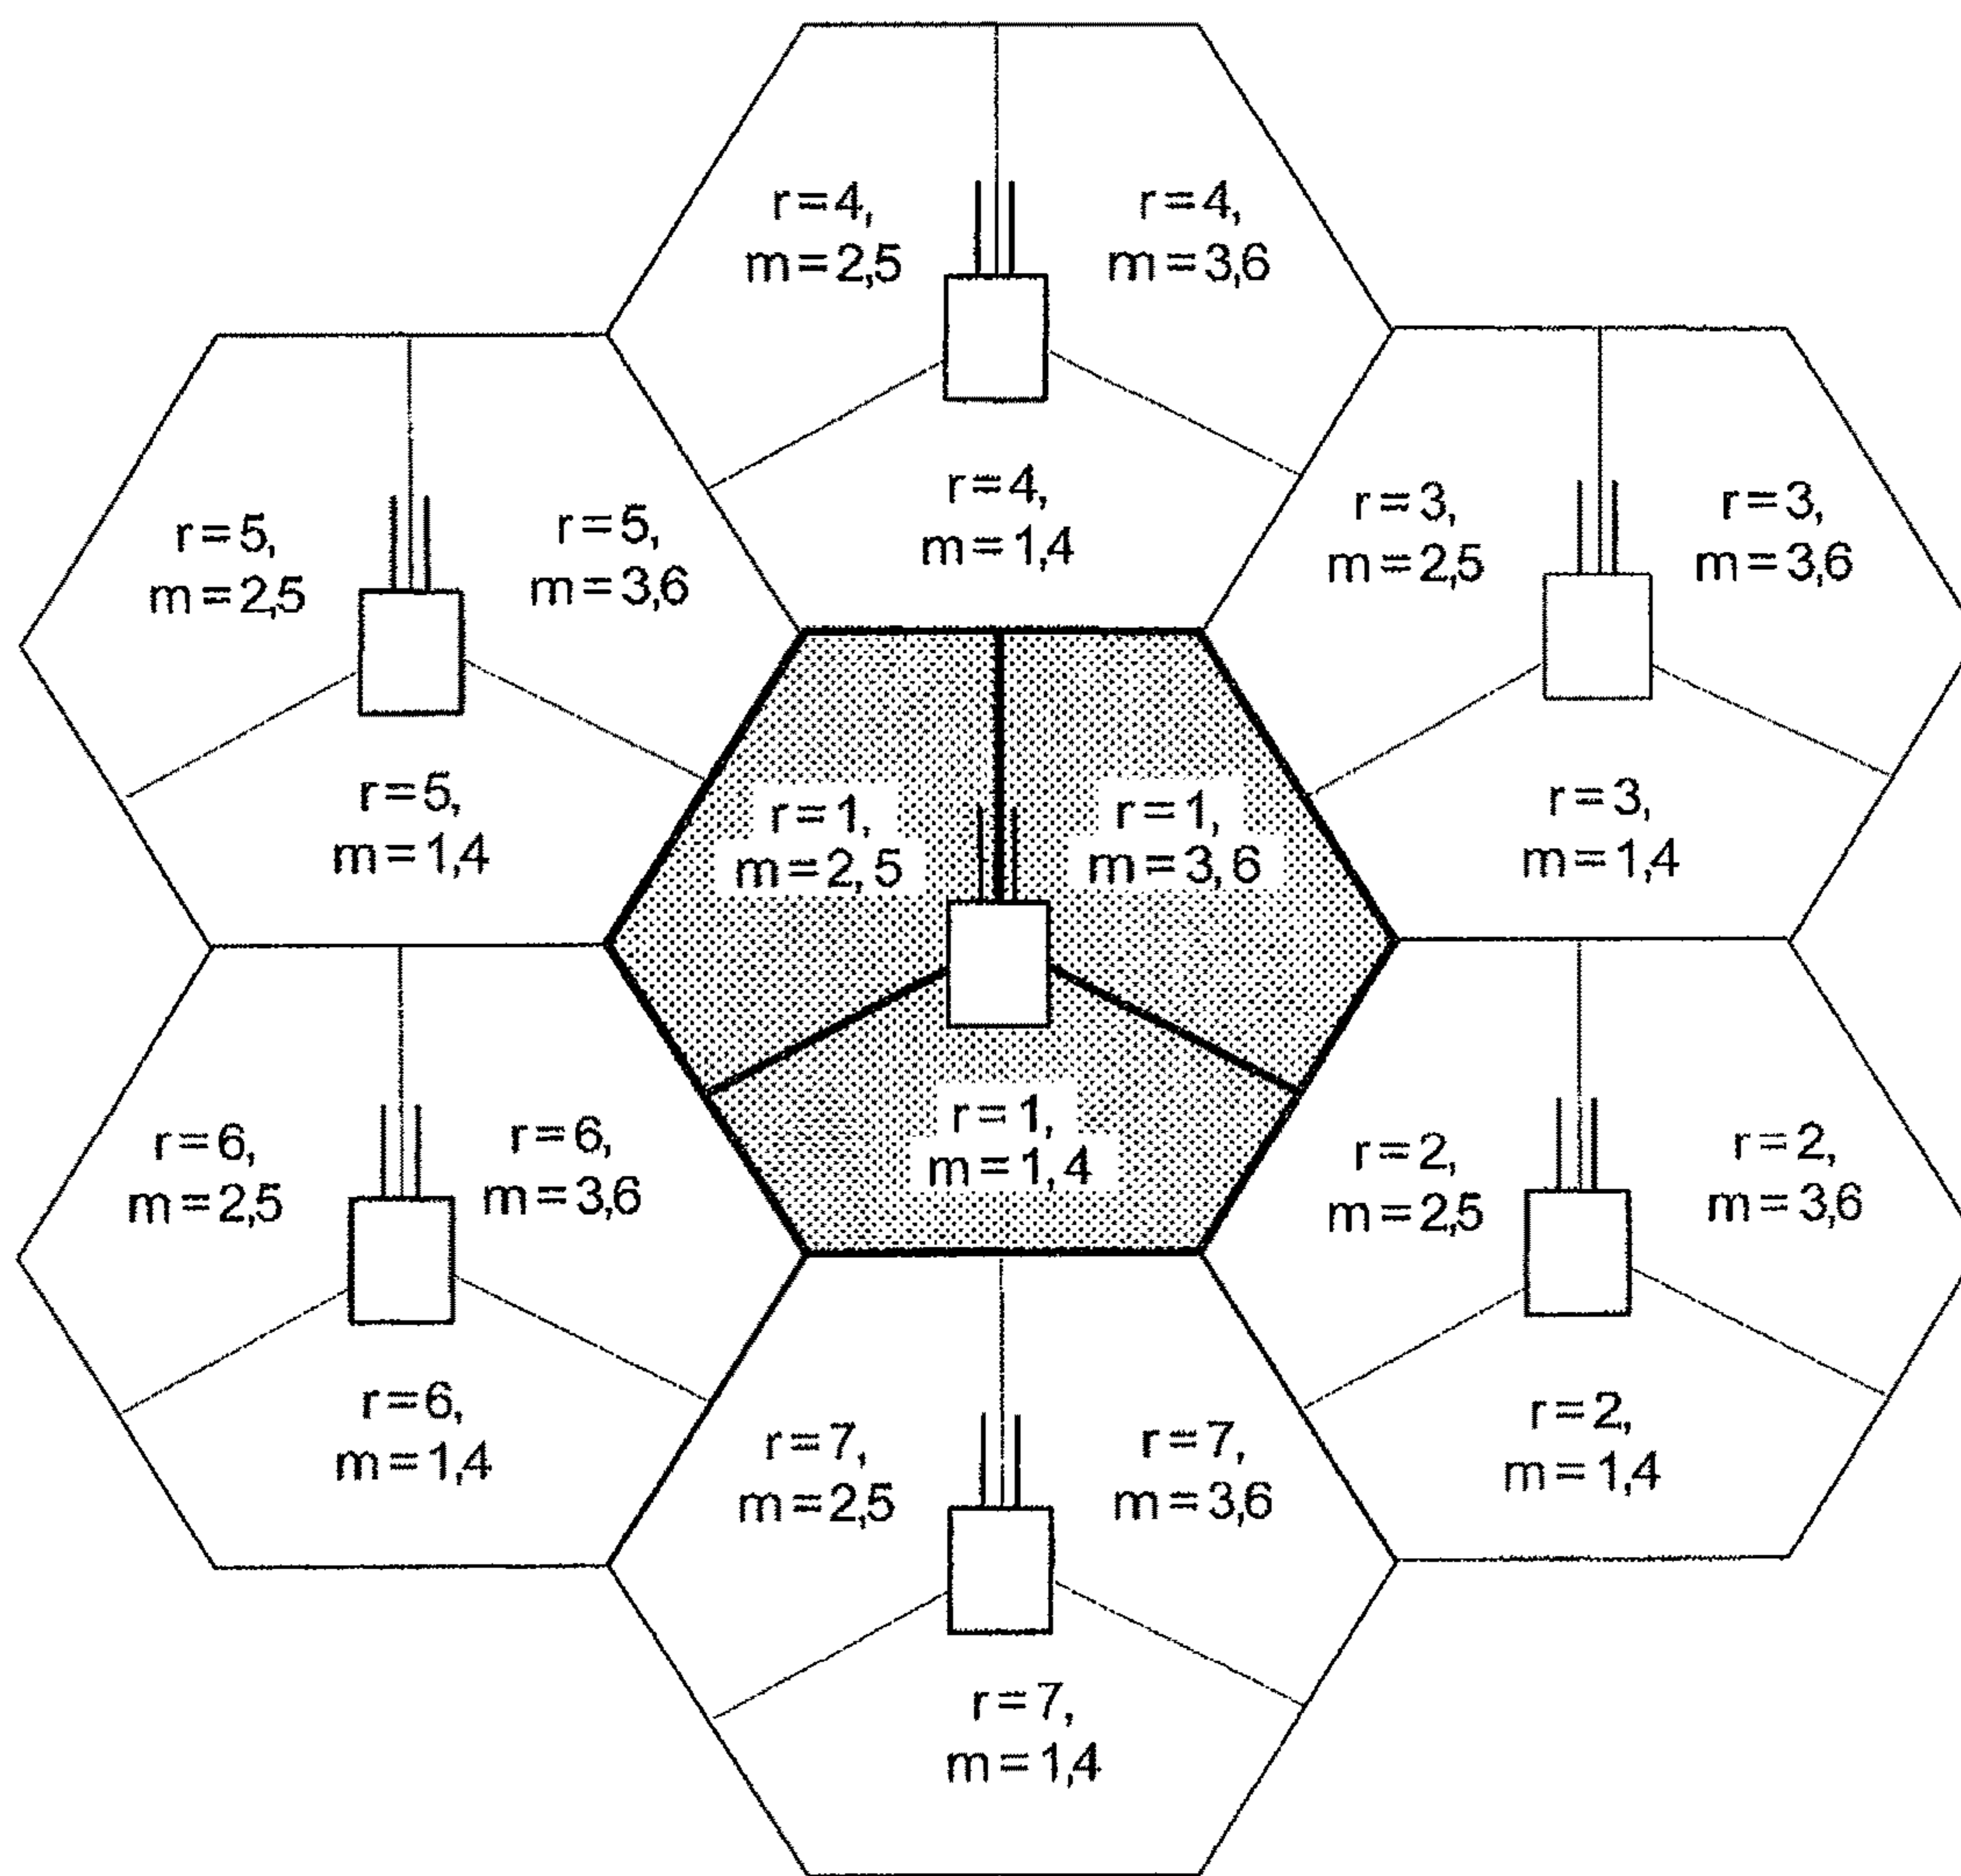 r=4,
m=2,5
r=4,
m=3,6
r=4,
m=1,4
r=5,
m=2,5
r=5,
m=3,6
r=5,
m=1,4
r=3,
m=2,5
r=3,
m=3,6
r=3,
m=1,4
r=1,
m=2,5
r=1,
m=3,6
r=1,
m=1,4
r=6,
m=2,5
r=6,
m=3,6
r=6,
m=1,4
r=2,
m=2,5
r=2,
m=3,6
r=2,
m=1,4
r=7,
m=2,5
r=7,
m=3,6
r=7,
m=1,4